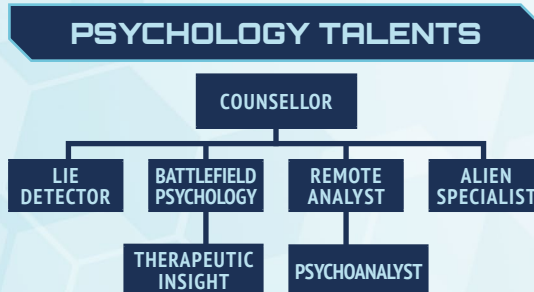 PSYCHOLOGY TALENTS
COUNSELLOR
LIE
DETECTOR
BATTLEFIELD
PSYCHOLOGY
REMOTE
ANALYST
ALIEN
SPECIALIST
THERAPEUTIC
INSIGHT
PSYCHOANALYST